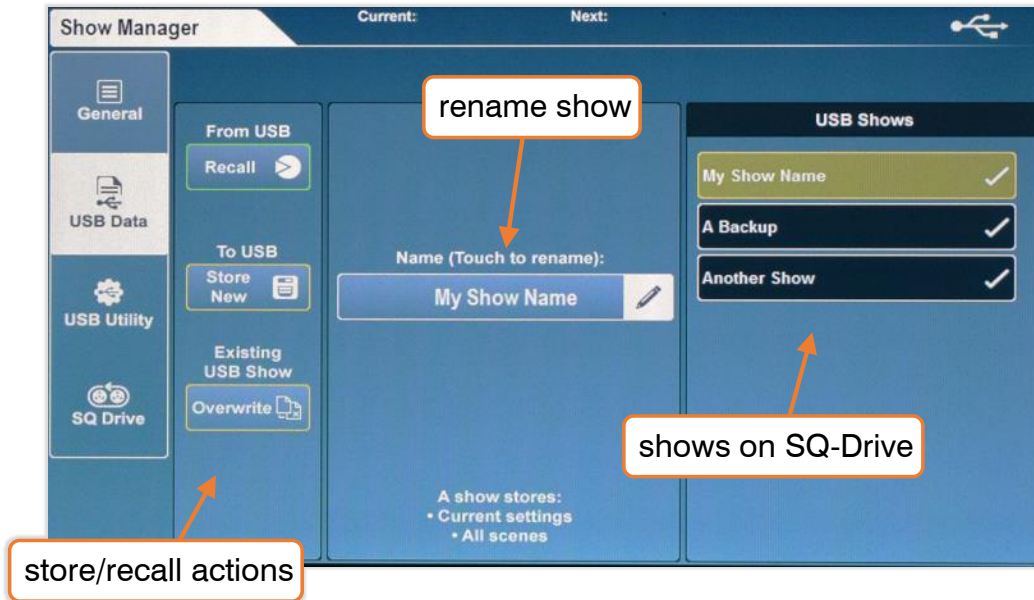 Show Manager
Current:
Next:
General
USB Data
USB Utility
SQ Drive
From USB
Recall
To USB
Store
New
Existing
USB Show
Overwrite
rename show
Name (Touch to rename):
My Show Name
A show stores:
• Current settings
• All scenes
USB Shows
My Show Name
A Backup
Another Show
shows on SQ-Drive
store/recall actions